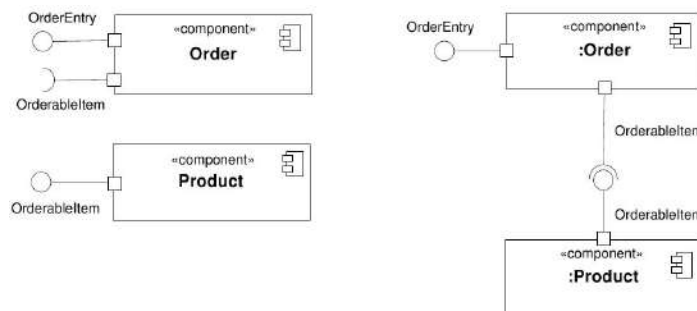 OrderEntry
«component»
Order
OrderableItem
«component»
Product
OrderableItem
OrderEntry
«component»
:Order
OrderableItem
OrderableItem
«component»
:Product